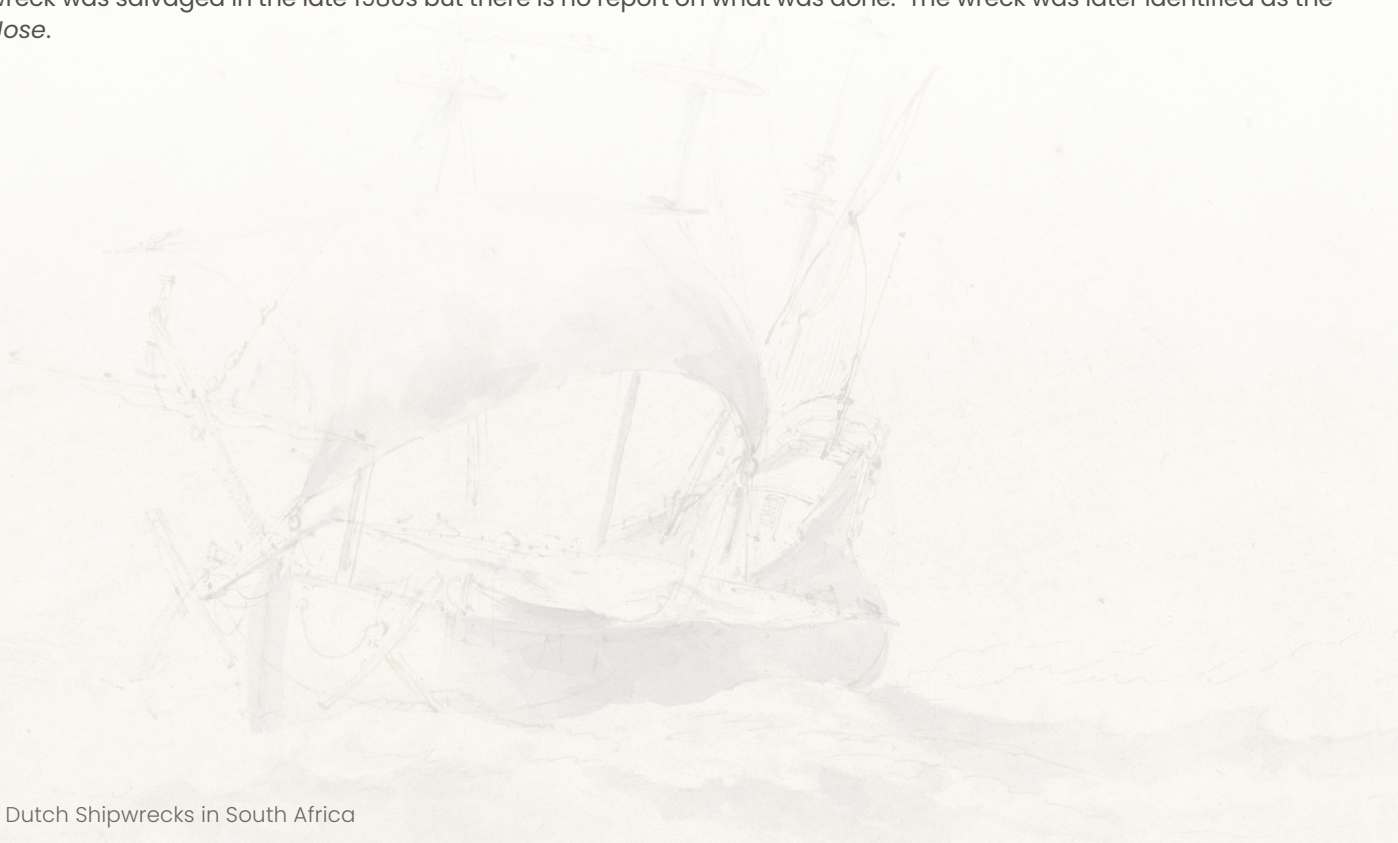 wreck was salvaged in the late 1980s but there is no report on what was done. The wreck was later identified as the
Dutch Shipwrecks in South Africa